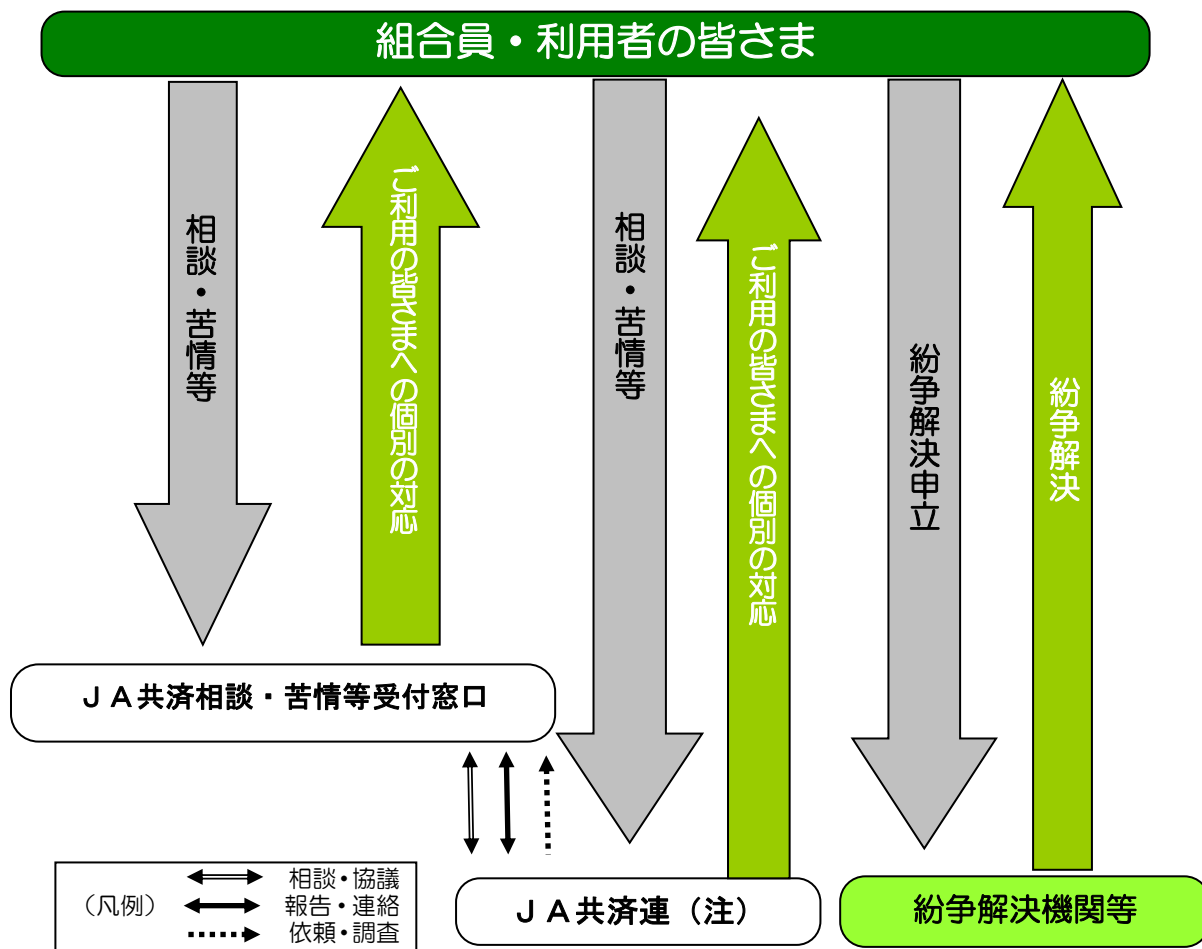 組合員・利用者の皆さま
相談・苦情等
ご利用の皆さまへの個別の対応
相談・苦情等
ご利用の皆さまへの個別の対応
紛争解決申立
紛争解決
ＪＡ共済相談・苦情等受付窓口
（凡例）
相談・協議
報告・連絡
依頼・調査
ＪＡ共済連（注）
紛争解決機関等